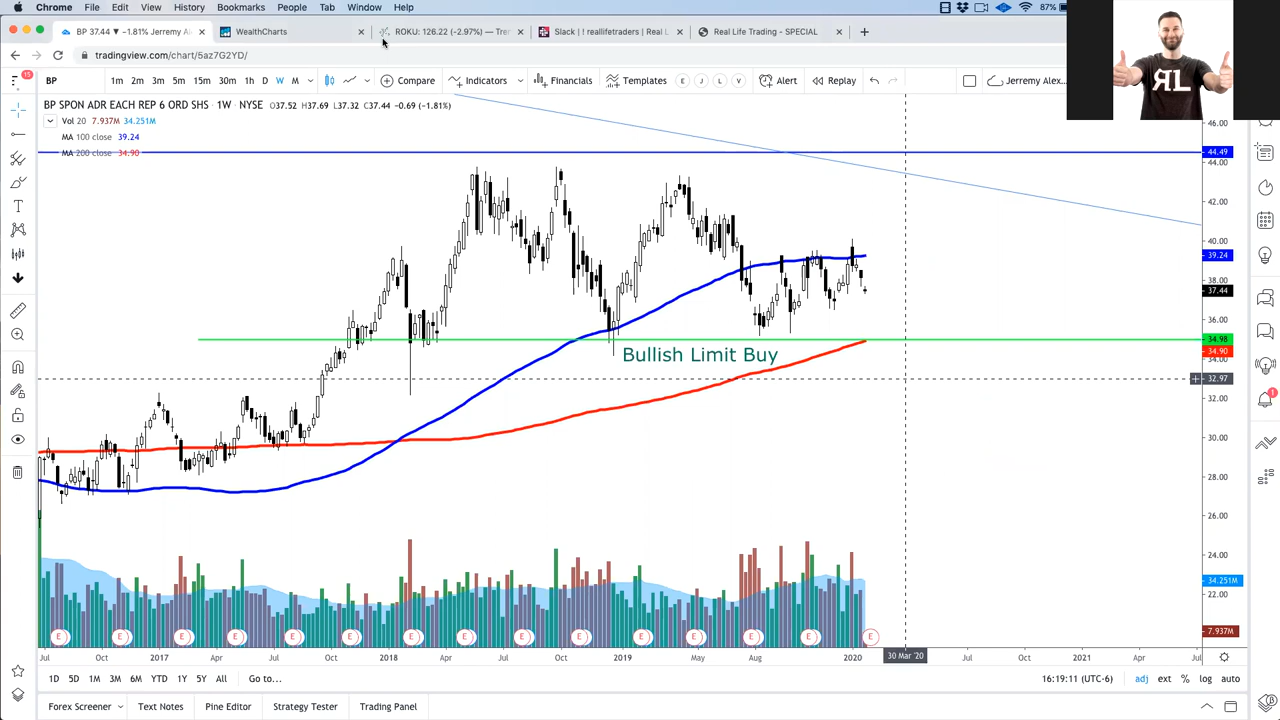 Chrome File Edit View History Bookmarks People Tab Window Help 87%
BP 37.44 ▼ -1.81% Jeremy Al × WealthCharts × ROKU: 126.22 (-2.97%) — Tre × Slack | ! reallifetraders | Real L × Real Life Trading - SPECIAL × +
tradingview.com/chart/5az7G2YD/
15 BP 1m 2m 3m 5m 15m 30m 1h D W M Compare Indicators Financials Templates E J L V Alert Replay Jeremy Alex...
RL
BP SPON ADR EACH REP 6 ORD SHS · 1W · NYSE O37.52 H37.69 L37.32 C37.44 -0.69 (-1.81%)
Vol 20 7.937M 34.251M
MA 100 close 39.24
MA 200 close 34.90
46.00
44.49
44.00
42.00
40.00
39.24
38.00
37.44
36.00
34.98
34.90
Bullish Limit Buy
32.97
32.00
30.00
28.00
26.00
24.00
34.251M
22.00
7.937M
1
E E E E E E E E E E E E E E E
Jul Oct 2017 Apr Jul Oct 2018 Apr Jul Oct 2019 May Aug 2020 30 Mar '20 Jul Oct 2021 Apr Jul
1D 5D 1M 3M 6M YTD 1Y 5Y All Go to... 16:19:11 (UTC-6) adj ext % log auto
Forex Screener Text Notes Pine Editor Strategy Tester Trading Panel